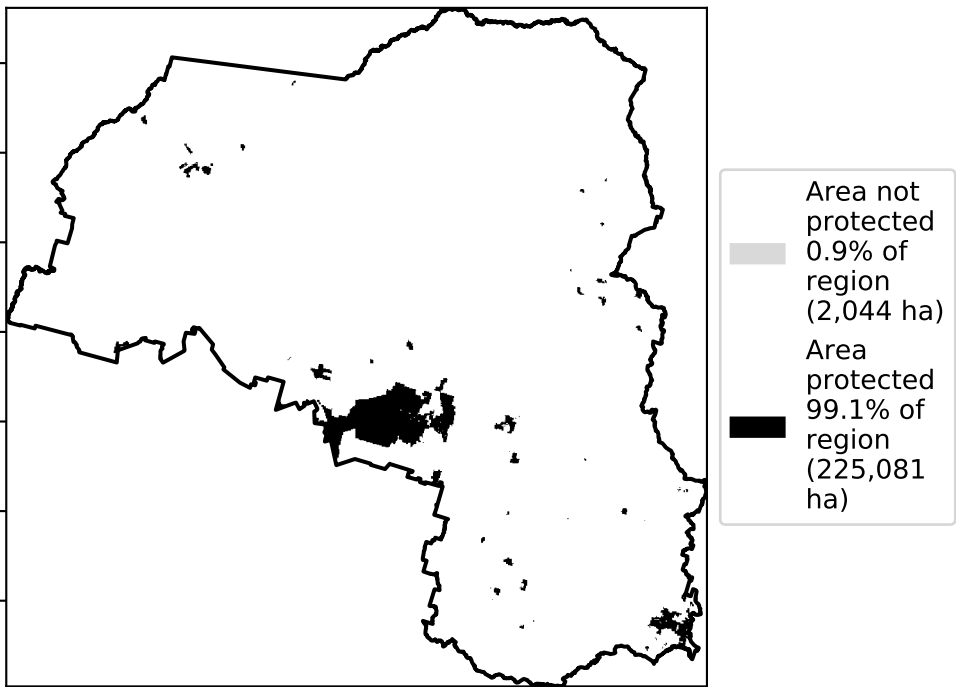 Area not
protected
0.9% of
region
(2,044 ha)
Area
protected
99.1% of
region
(225,081
ha)